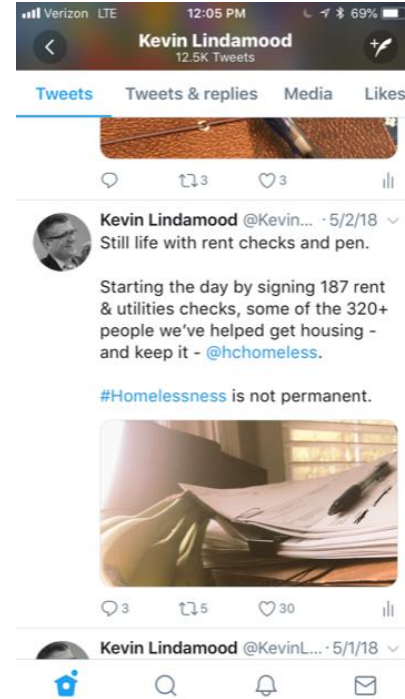 Verizon LTE 12:05 PM 69%
Kevin Lindamood
12.5K Tweets
Tweets Tweets & replies Media Likes
3 3
Kevin Lindamood @Kevin... · 5/2/18
Still life with rent checks and pen.
Starting the day by signing 187 rent
& utilities checks, some of the 320+
people we've helped get housing -
and keep it - @hchomeless.
#Homelessness is not permanent.
3 5 30
Kevin Lindamood @KevinL... · 5/1/18